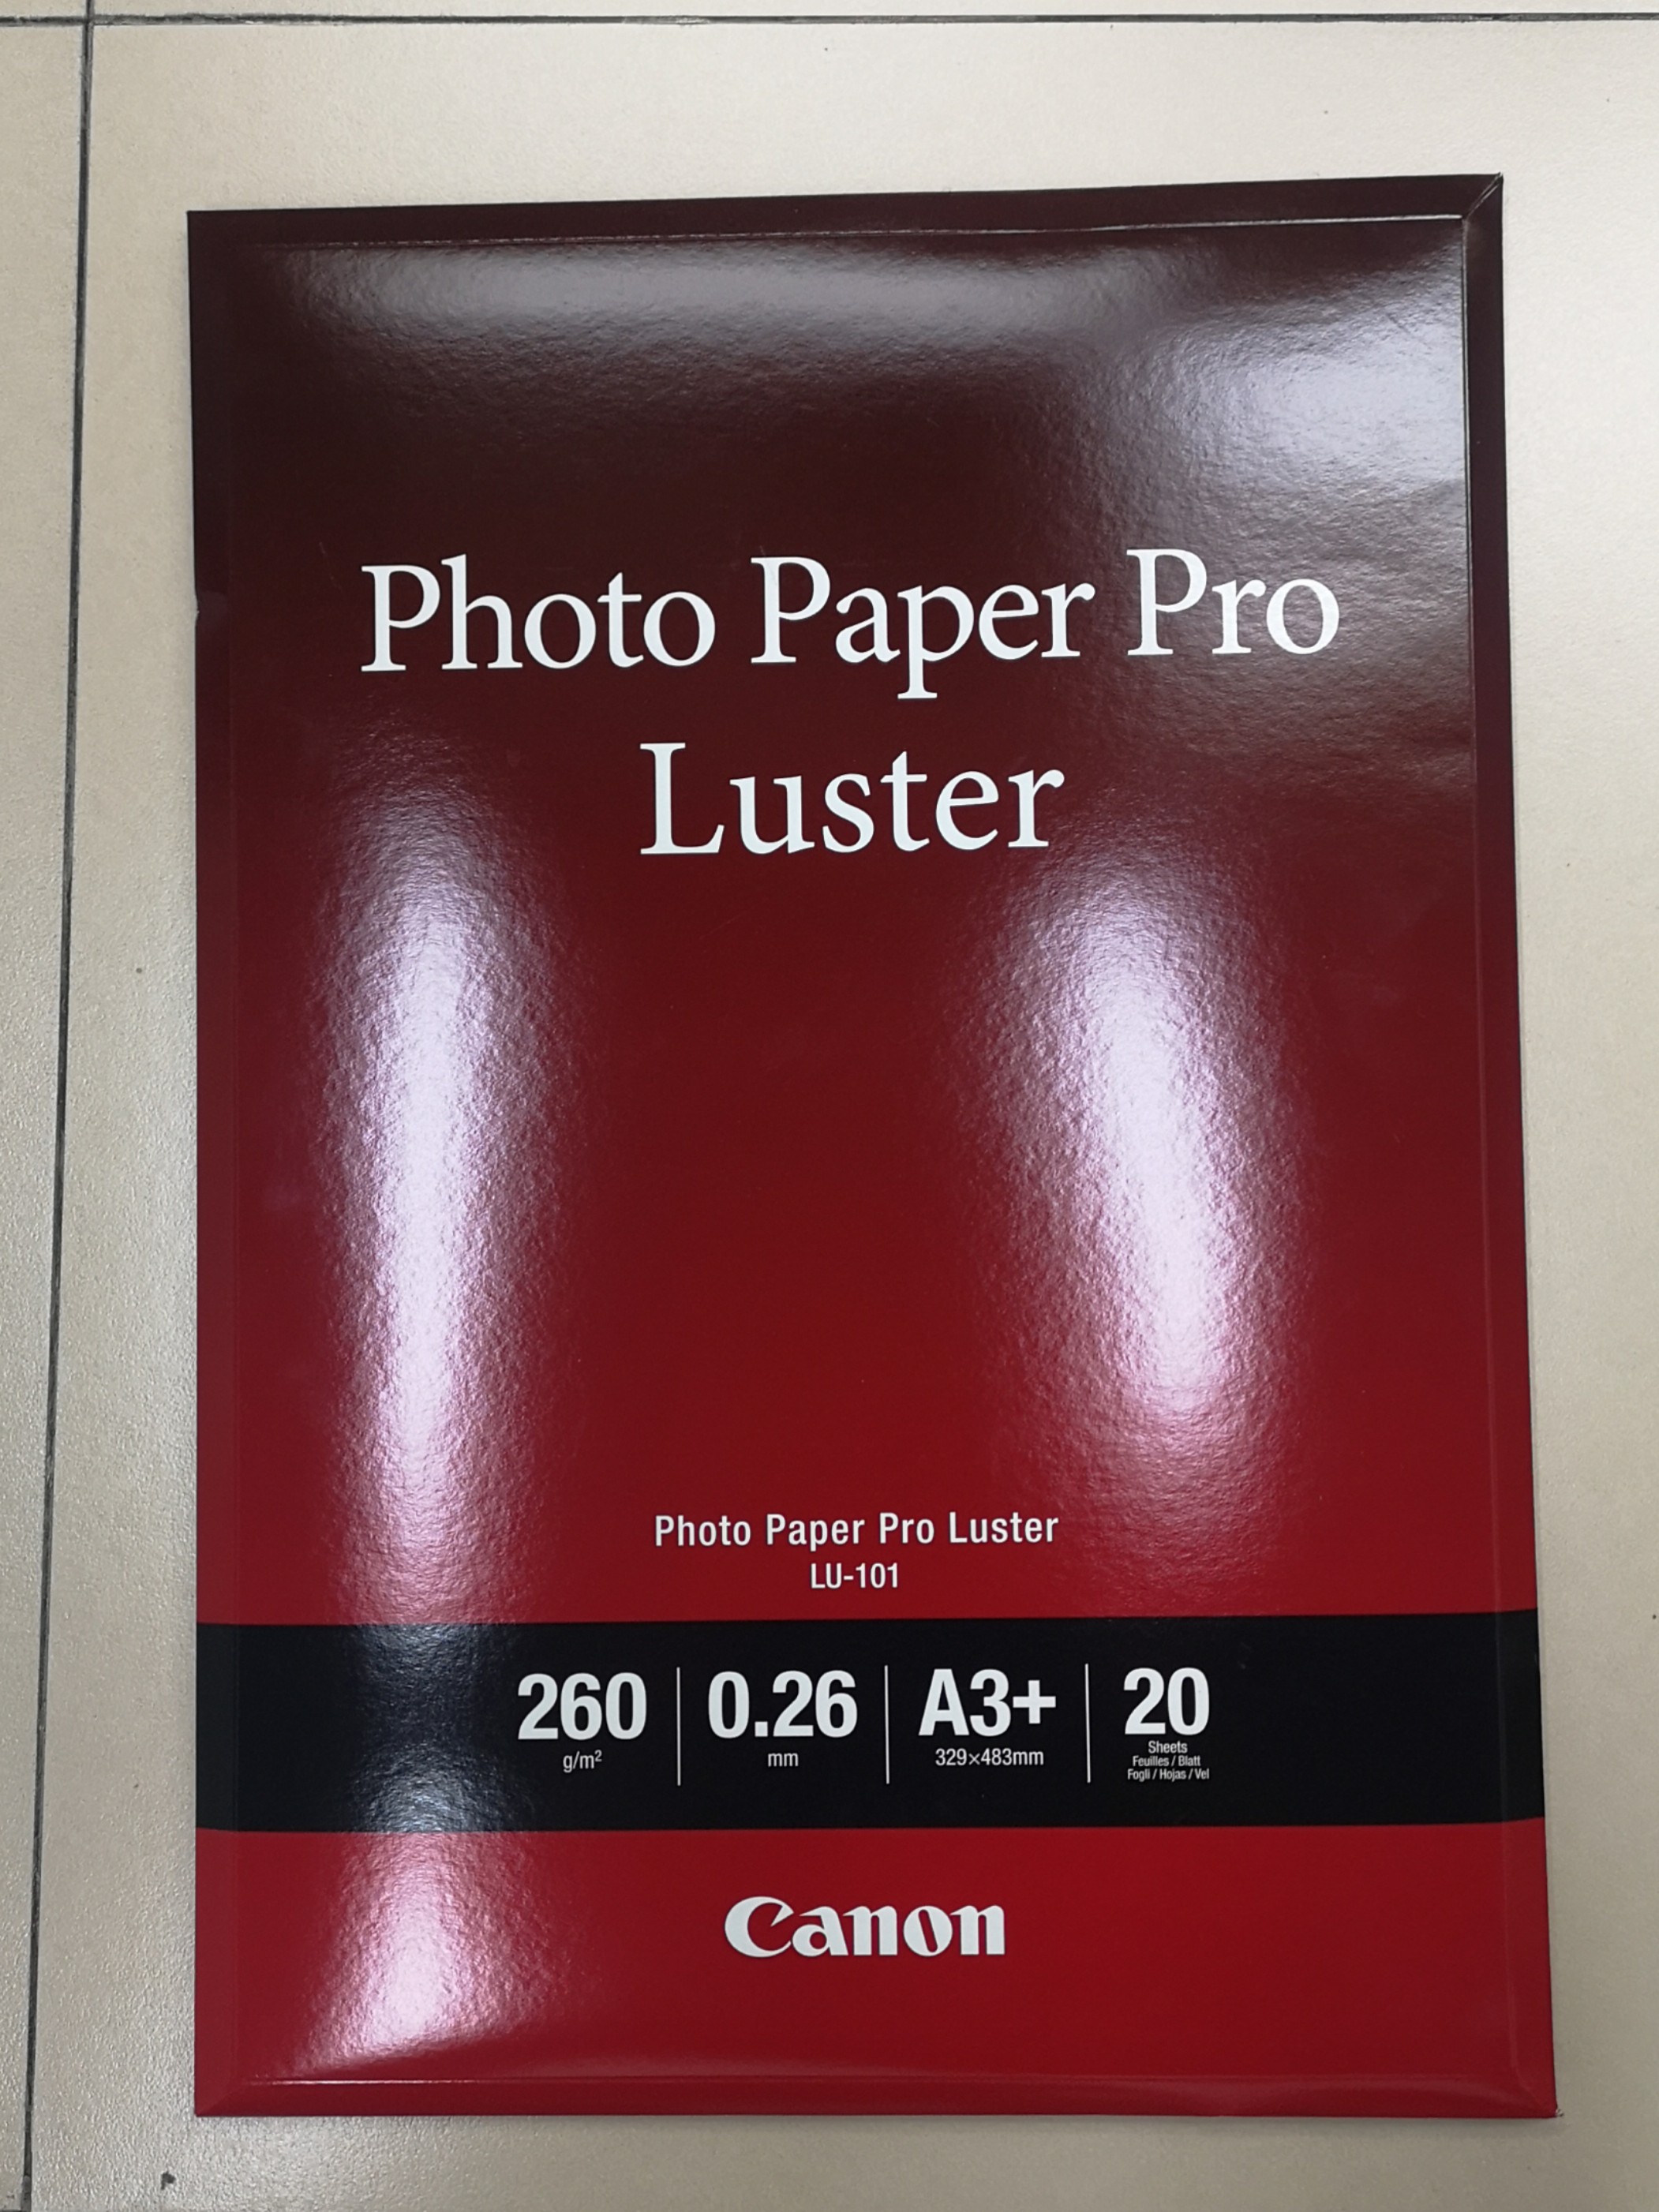 Photo Paper Pro
Luster
Photo Paper Pro Luster
LU-101
260 0.26 A3+ 20
g/m² mm 329×483mm Sheets
Feuilles / Blatt
Fogli / Hojas / Vel
Canon